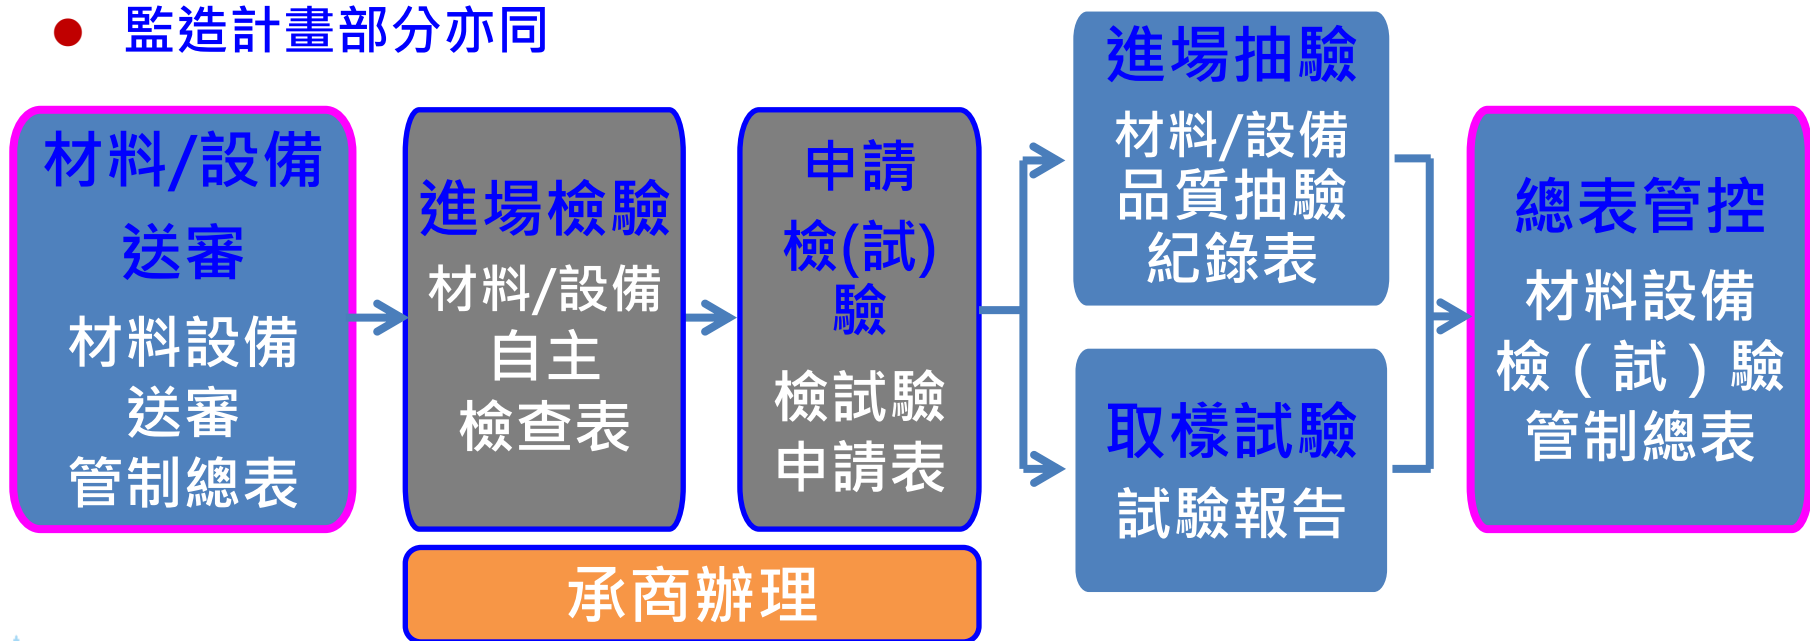 監造計畫部分亦同
材料/設備
送審
材料設備
送審
管制總表
進場檢驗
材料/設備
自主
檢查表
申請
檢(試)
驗
檢試驗
申請表
承商辦理
進場抽驗
材料/設備
品質抽驗
紀錄表
取樣試驗
試驗報告
總表管控
材料設備
檢（試）驗
管制總表